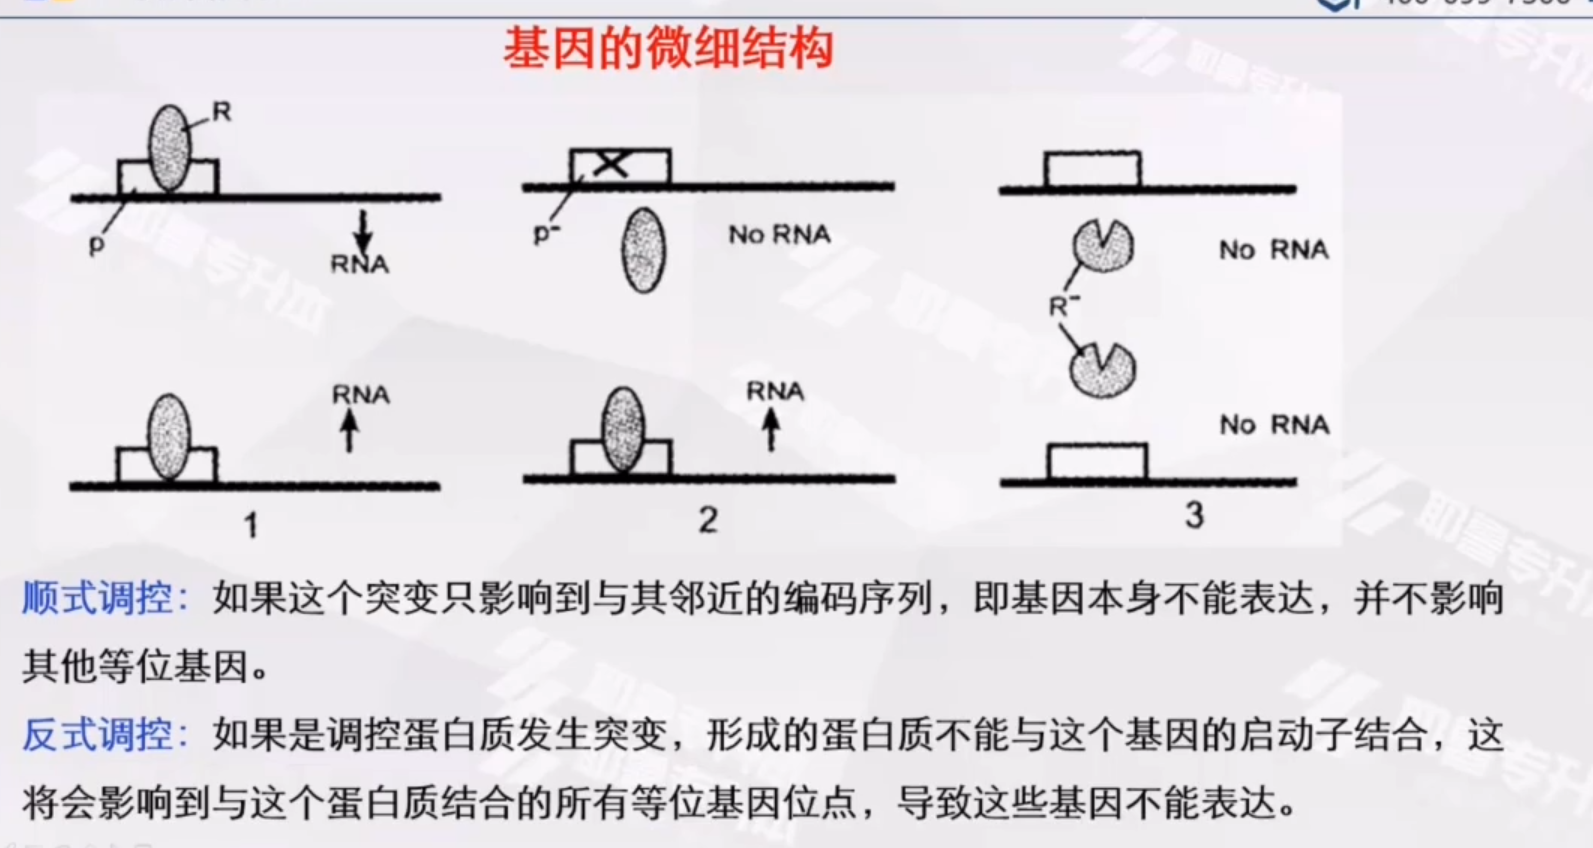 基因的微细结构
R
P
RNA
P-
No RNA
No RNA
R-
RNA
RNA
No RNA
1
2
3
顺式调控：如果这个突变只影响到与其邻近的编码序列，即基因本身不能表达，并不影响
其他等位基因。
反式调控：如果是调控蛋白质发生突变，形成的蛋白质不能与这个基因的启动子结合，这
将会影响到与这个蛋白质结合的所有等位基因位点，导致这些基因不能表达。